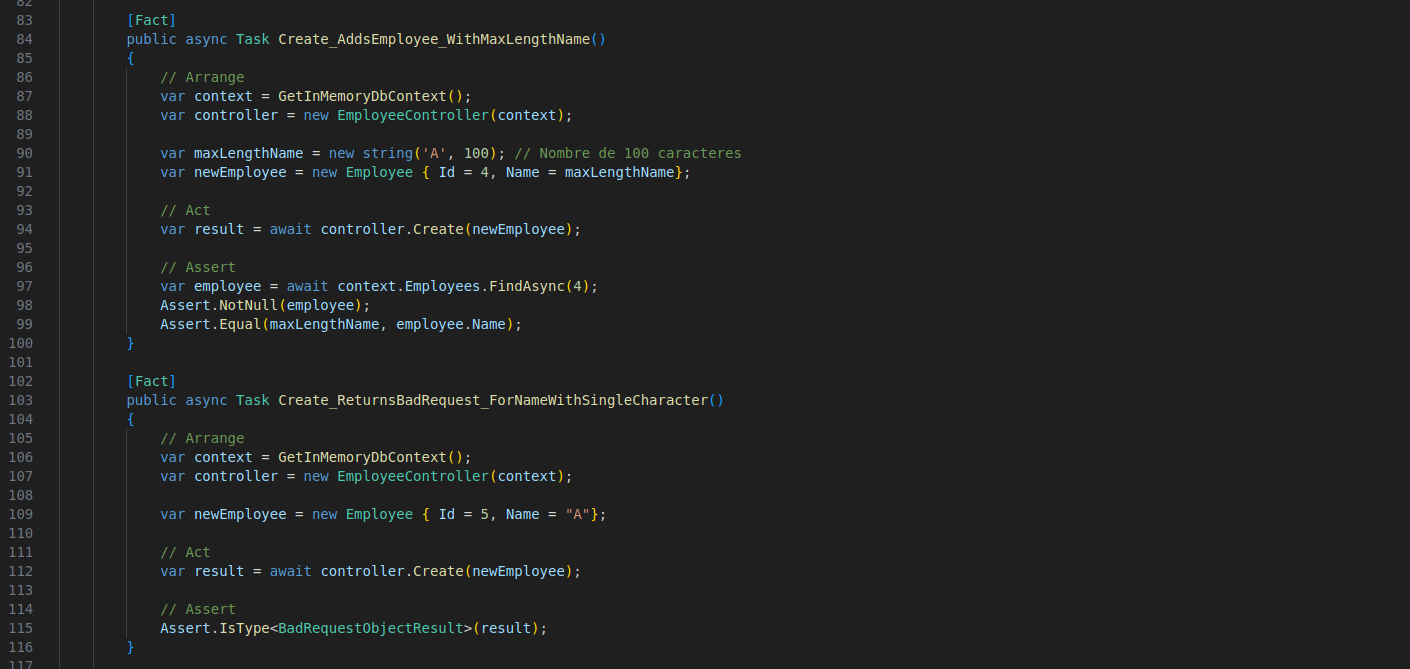 82
83 [Fact]
84 public async Task Create_AddsEmployee_WithMaxLengthName()
85 {
86 // Arrange
87 var context = GetInMemoryDbContext();
88 var controller = new EmployeeController(context);
89
90 var maxLengthName = new string('A', 100); // Nombre de 100 caracteres
91 var newEmployee = new Employee { Id = 4, Name = maxLengthName};
92
93 // Act
94 var result = await controller.Create(newEmployee);
95
96 // Assert
97 var employee = await context.Employees.FindAsync(4);
98 Assert.NotNull(employee);
99 Assert.Equal(maxLengthName, employee.Name);
100 }
101
102 [Fact]
103 public async Task Create_ReturnsBadRequest_ForNameWithSingleCharacter()
104 {
105 // Arrange
106 var context = GetInMemoryDbContext();
107 var controller = new EmployeeController(context);
108
109 var newEmployee = new Employee { Id = 5, Name = "A"};
110
111 // Act
112 var result = await controller.Create(newEmployee);
113
114 // Assert
115 Assert.IsType<BadRequestObjectResult>(result);
116 }
117